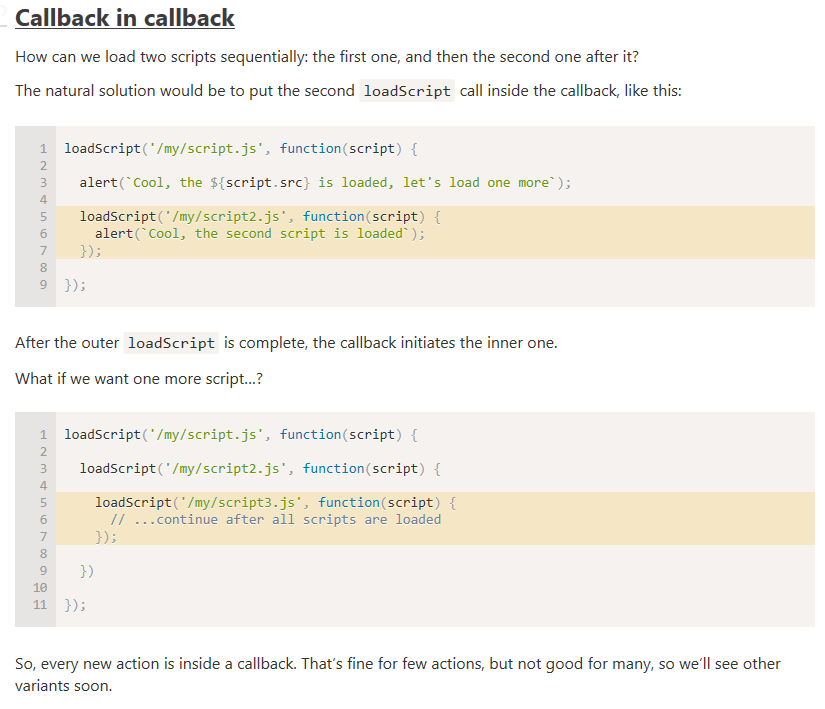 Callback in callback
How can we load two scripts sequentially: the first one, and then the second one after it?
The natural solution would be to put the second loadScript call inside the callback, like this:
1 loadScript('/my/script.js', function(script) {
2
3   alert(`Cool, the ${script.src} is loaded, let's load one more`);
4
5   loadScript('/my/script2.js', function(script) {
6     alert(`Cool, the second script is loaded`);
7   });
8
9 });
After the outer loadScript is complete, the callback initiates the inner one.
What if we want one more script…?
1 loadScript('/my/script.js', function(script) {
2
3   loadScript('/my/script2.js', function(script) {
4
5     loadScript('/my/script3.js', function(script) {
6       // ...continue after all scripts are loaded
7     });
8
9   })
10
11 });
So, every new action is inside a callback. That’s fine for few actions, but not good for many, so we’ll see other
variants soon.